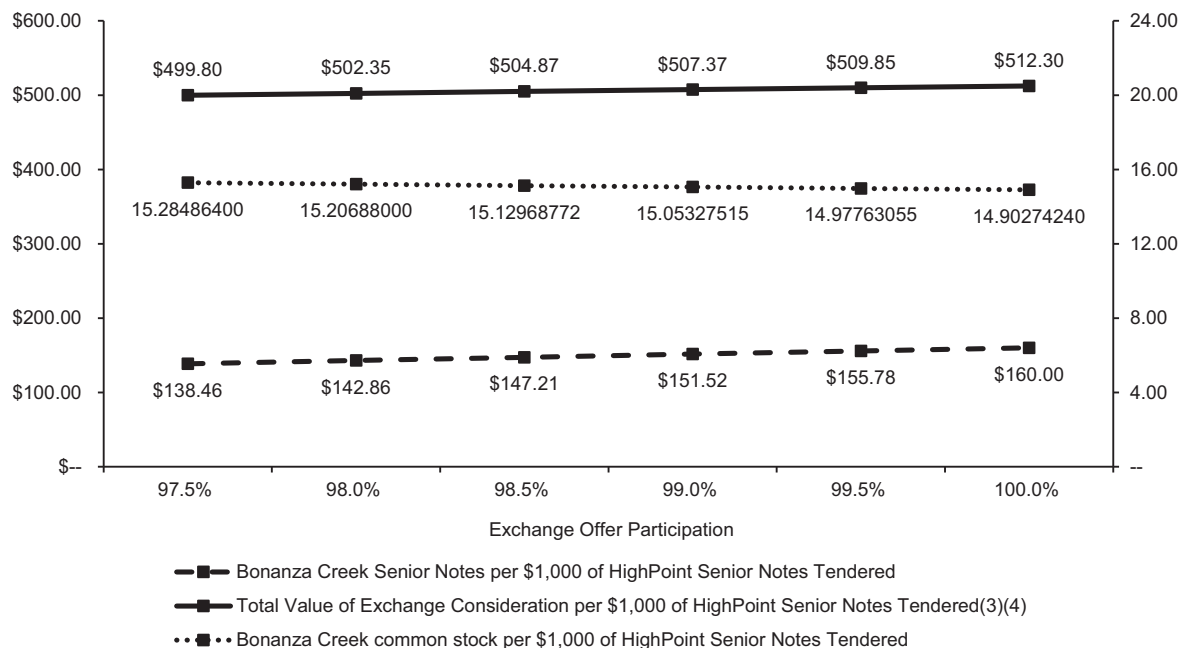 $600.00 24.00
$499.80 $502.35 $504.87 $507.37 $509.85 $512.30
$500.00 20.00
$400.00 16.00
15.28486400 15.20688000 15.12968772 15.05327515 14.97763055 14.90274240
$300.00 12.00
$200.00 8.00
$138.46 $142.86 $147.21 $151.52 $155.78 $160.00
$100.00 4.00
$-- --
97.5% 98.0% 98.5% 99.0% 99.5% 100.0%
Exchange Offer Participation
Bonanza Creek Senior Notes per $1,000 of HighPoint Senior Notes Tendered
Total Value of Exchange Consideration per $1,000 of HighPoint Senior Notes Tendered(3)(4)
Bonanza Creek common stock per $1,000 of HighPoint Senior Notes Tendered